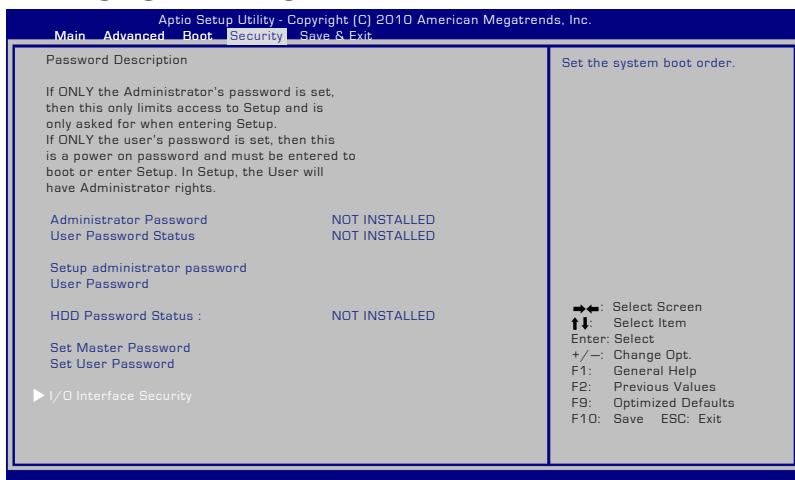 Aptio Setup Utility - Copyright (C) 2010 American Megatrends, Inc.
Main Advanced Boot Security Save & Exit
Password Description
If ONLY the Administrator's password is set,
then this only limits access to Setup and is
only asked for when entering Setup.
If ONLY the user's password is set, then this
is a power on password and must be entered to
boot or enter Setup. In Setup, the User will
have Administrator rights.
Administrator Password NOT INSTALLED
User Password Status NOT INSTALLED
Setup administrator password
User Password
HDD Password Status : NOT INSTALLED
Set Master Password
Set User Password
▶ I/O Interface Security
Set the system boot order.
→←: Select Screen
↑↓: Select Item
Enter: Select
+/—: Change Opt.
F1: General Help
F2: Previous Values
F9: Optimized Defaults
F10: Save ESC: Exit